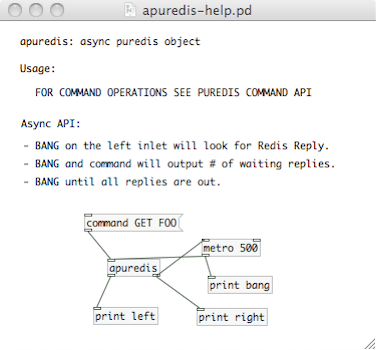 apuredis-help.pd
apuredis: async puredis object
Usage:
FOR COMMAND OPERATIONS SEE PUREDIS COMMAND API
Async API:
- BANG on the left inlet will look for Redis Reply.
- BANG and command will output # of waiting replies.
- BANG until all replies are out.
command GET FOO
metro 500
apuredis
print bang
print left
print right